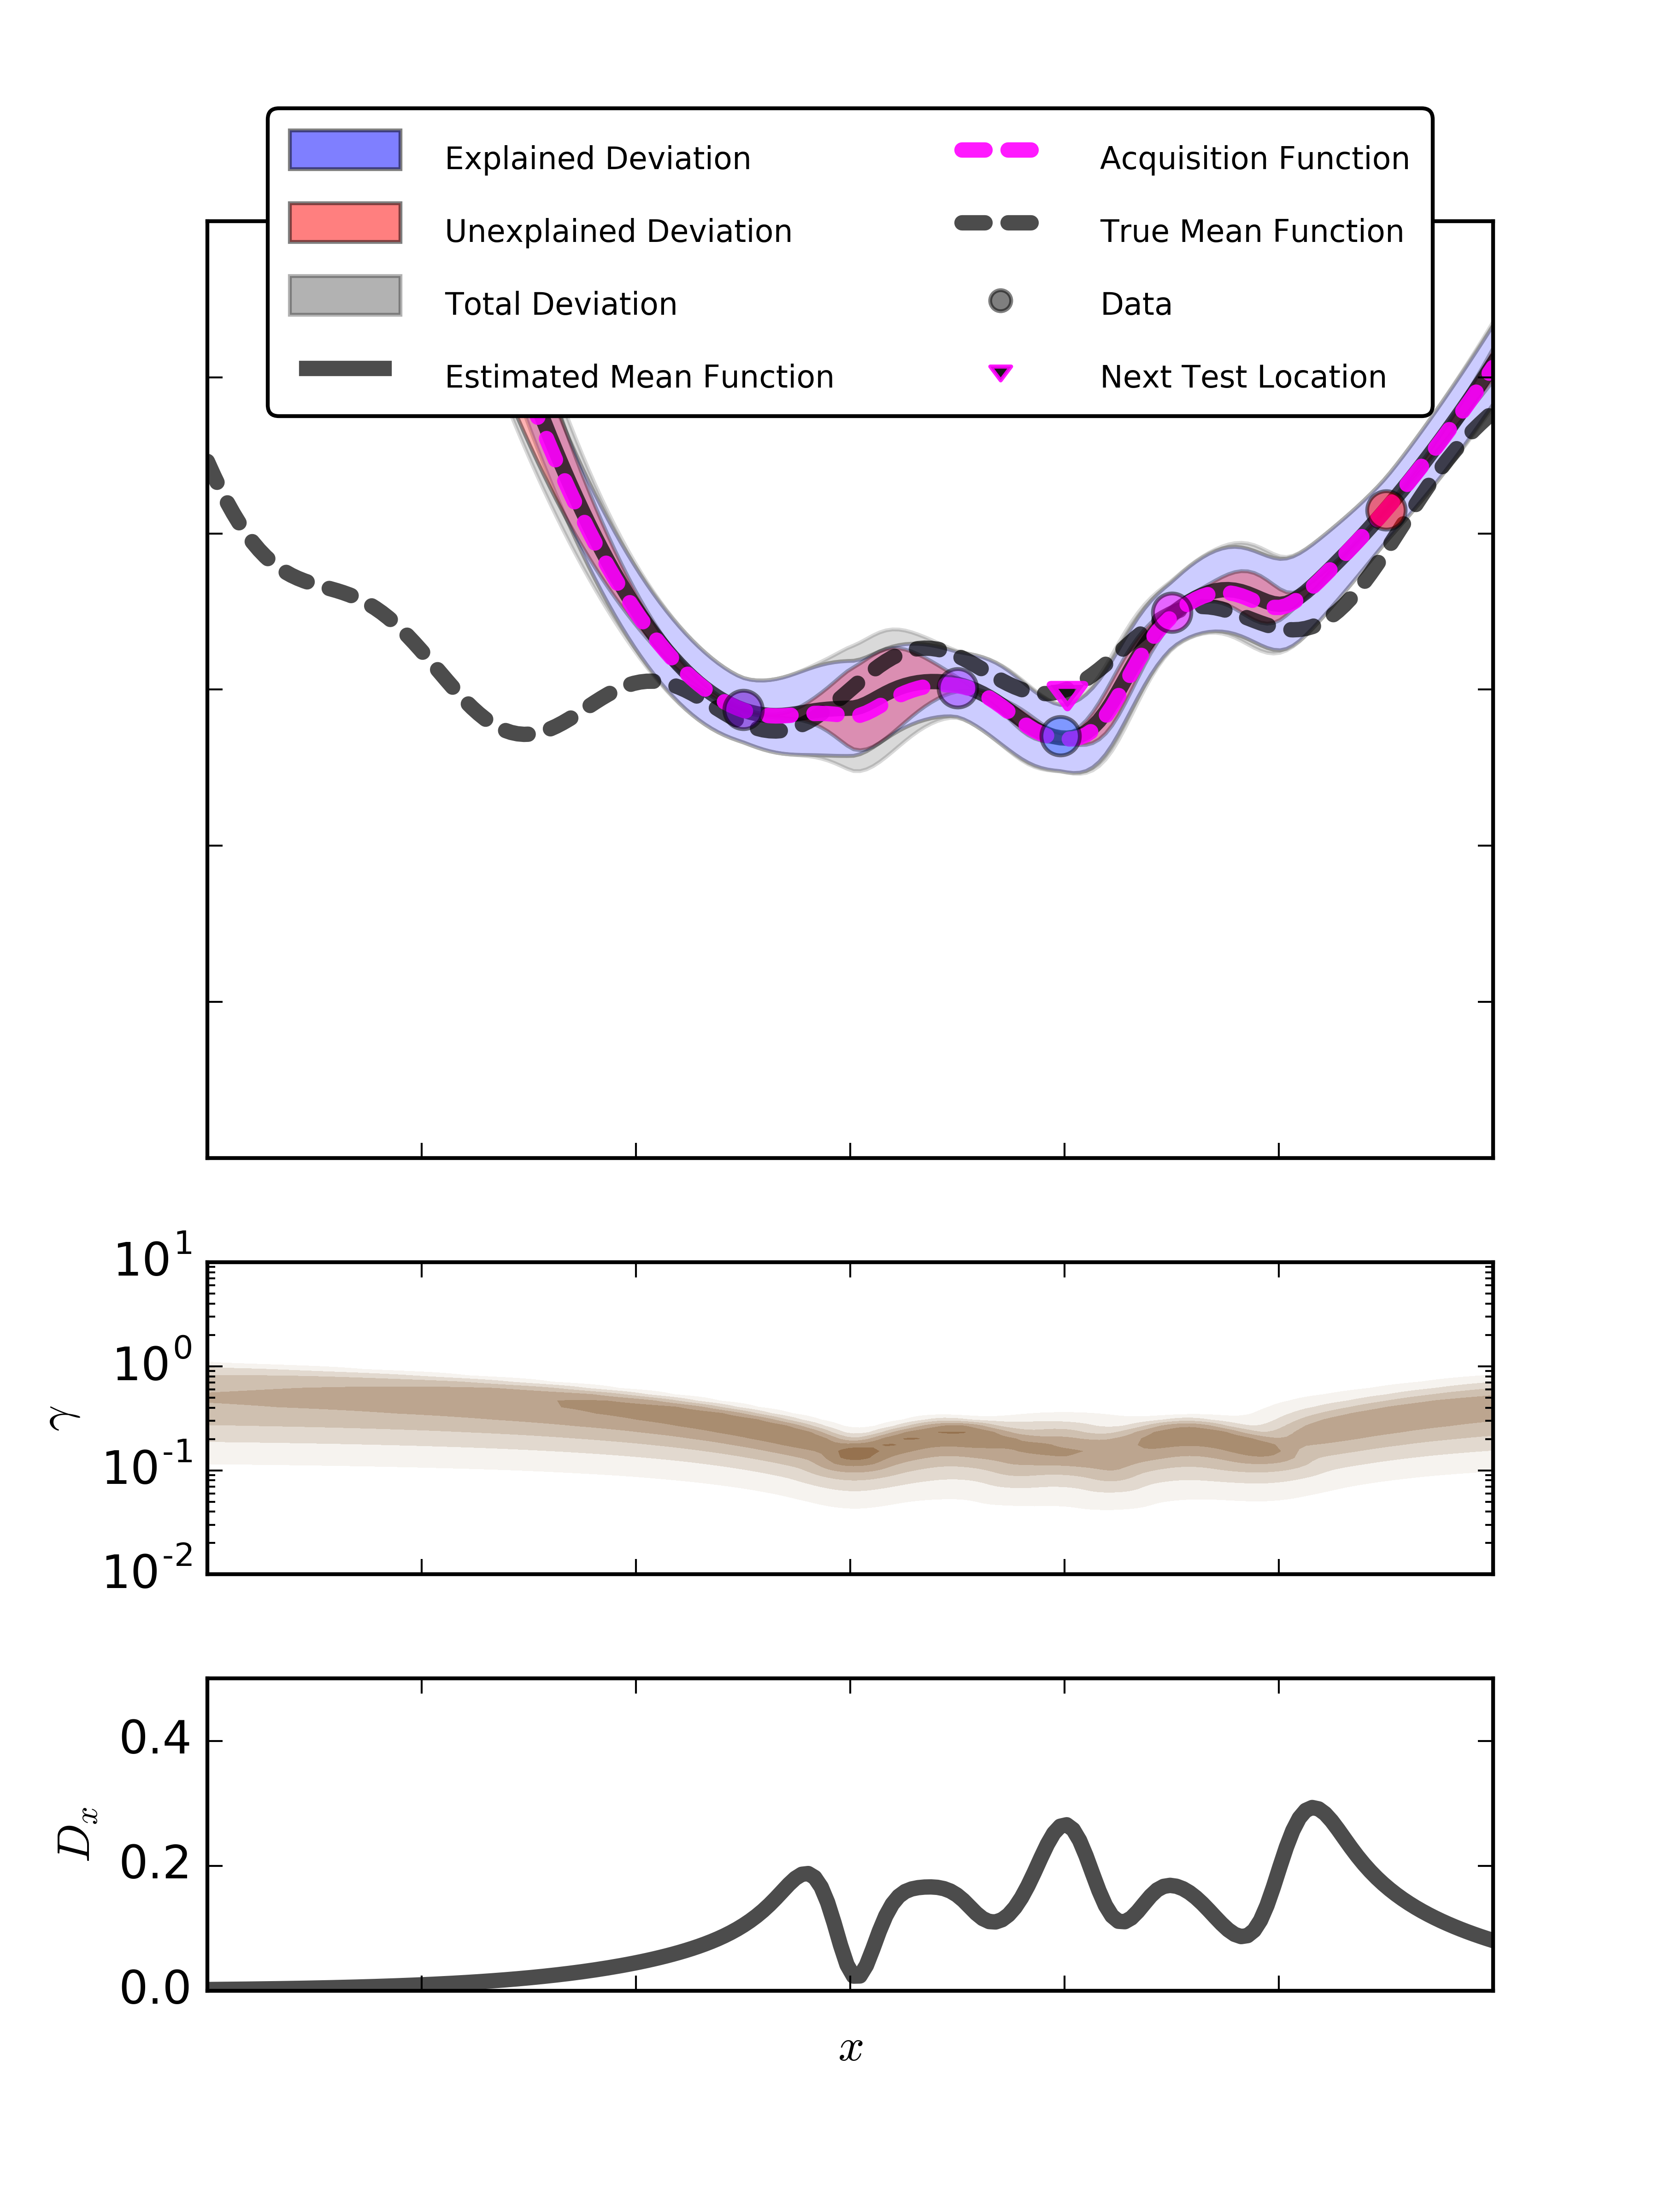 Explained Deviation
Unexplained Deviation
Total Deviation
Estimated Mean Function
Acquisition Function
True Mean Function
Data
Next Test Location
10^1
10^0
10^-1
10^-2
γ
0.4
0.2
0.0
D_x
x